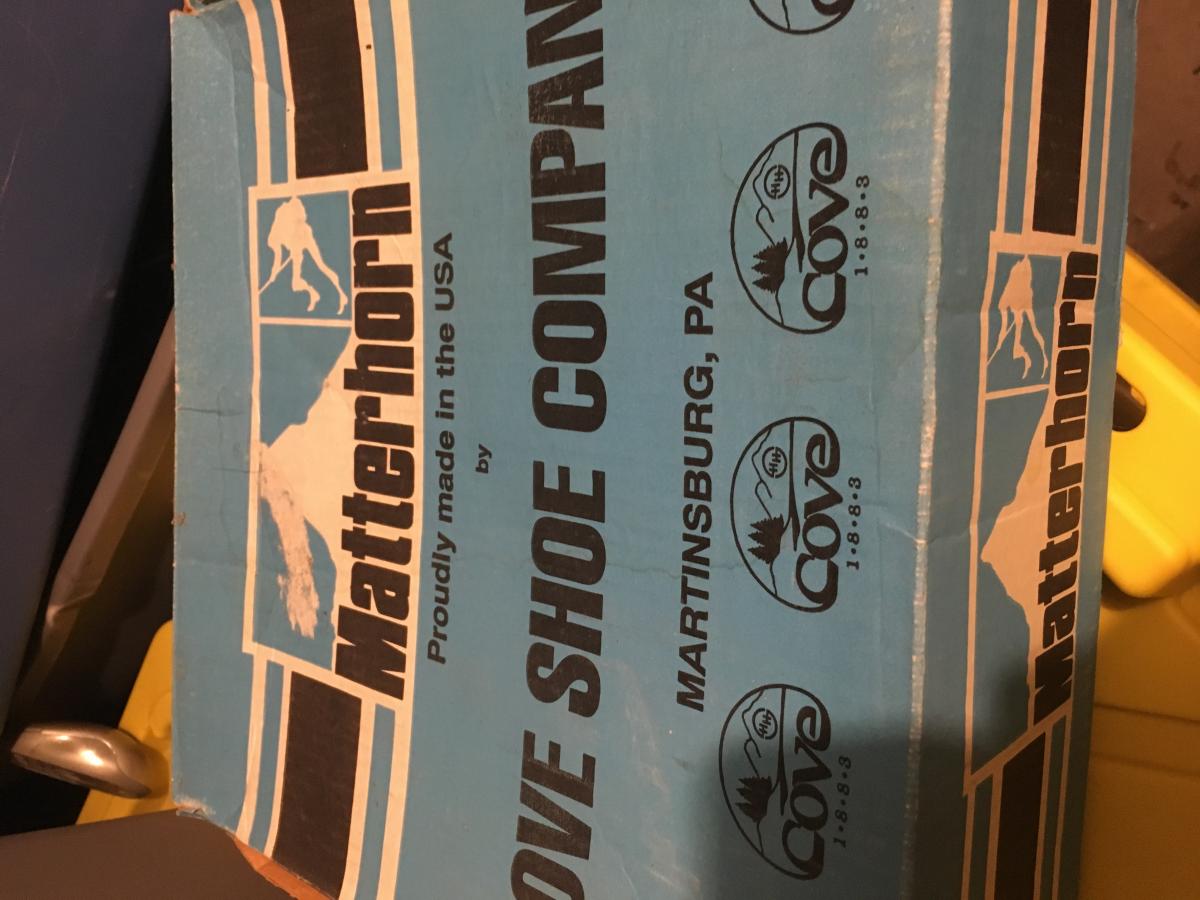 Matterhorn
Proudly made in the USA
by
OVE SHOE COMPAN
MARTINSBURG, PA
Cove
1·8·8·3
Cove
1·8·8·3
Cove
1·8·8·3
Matterhorn